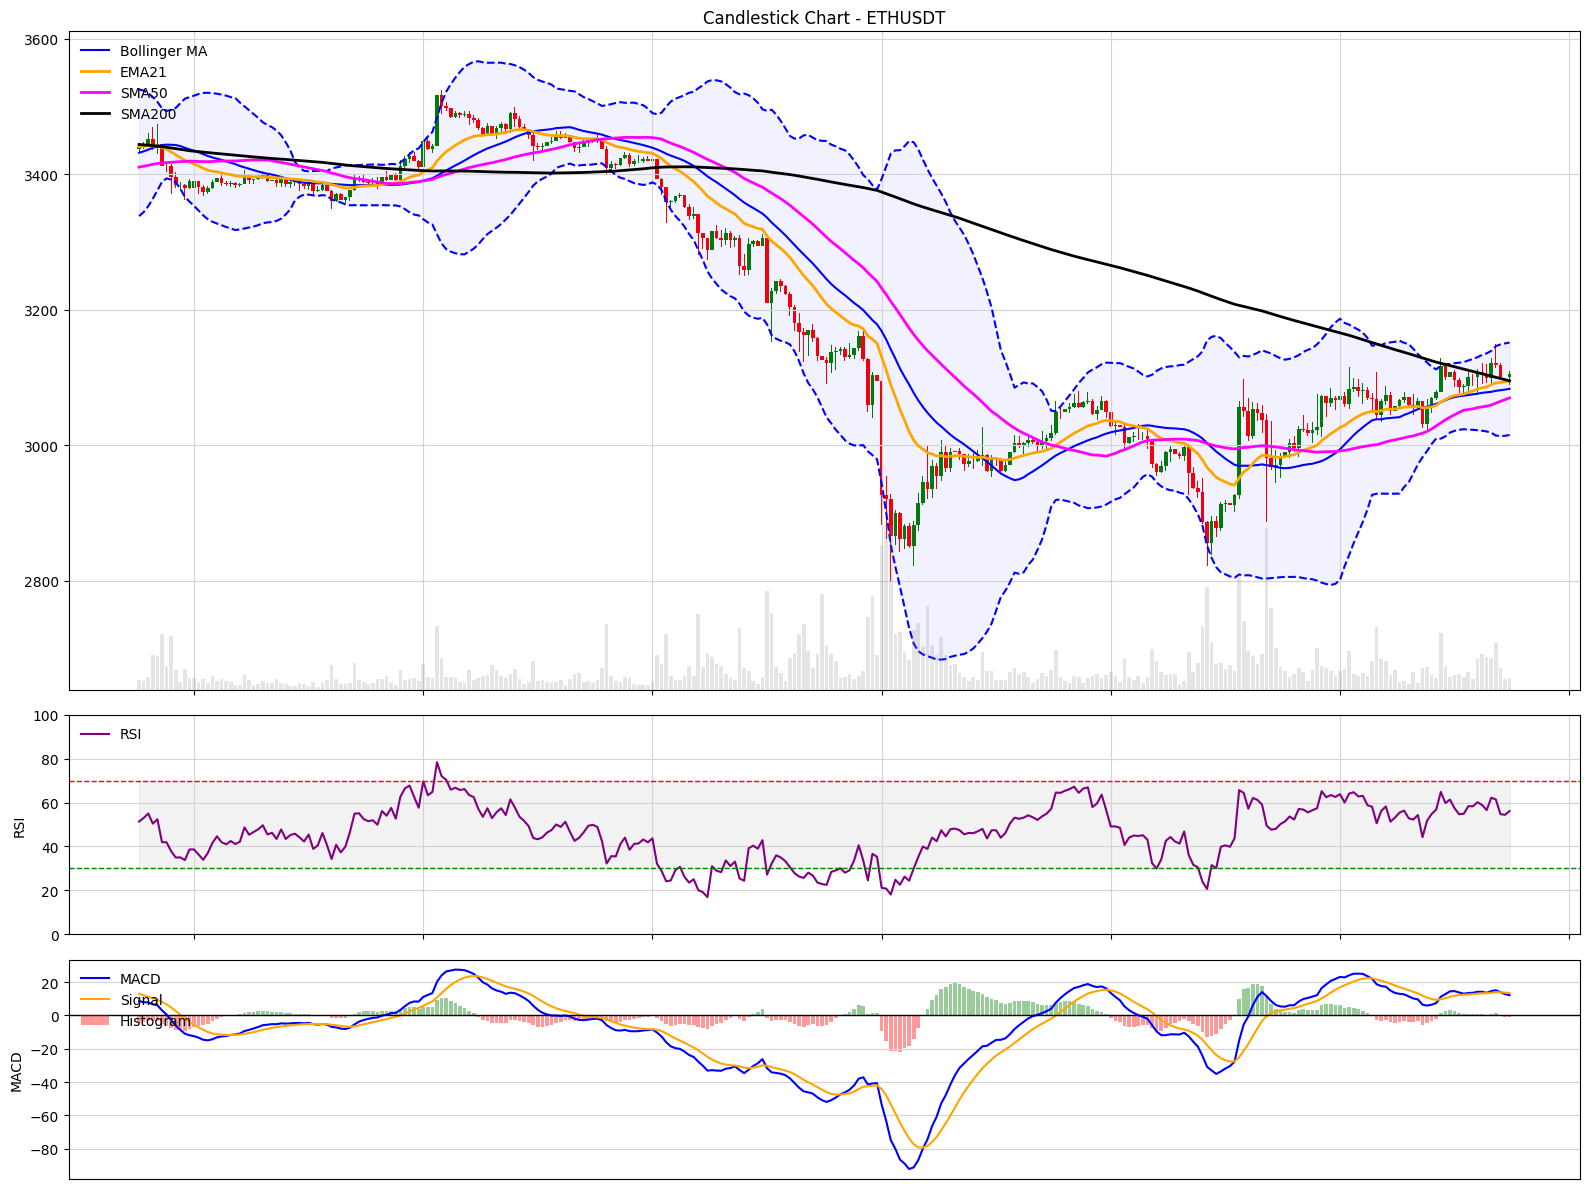 Candlestick Chart - ETHUSDT
3600
3400
3200
3000
2800
Bollinger MA
EMA21
SMA50
SMA200
100
80
60
40
20
0
RSI
RSI
20
0
−20
−40
−60
−80
MACD
MACD
Signal
Histogram